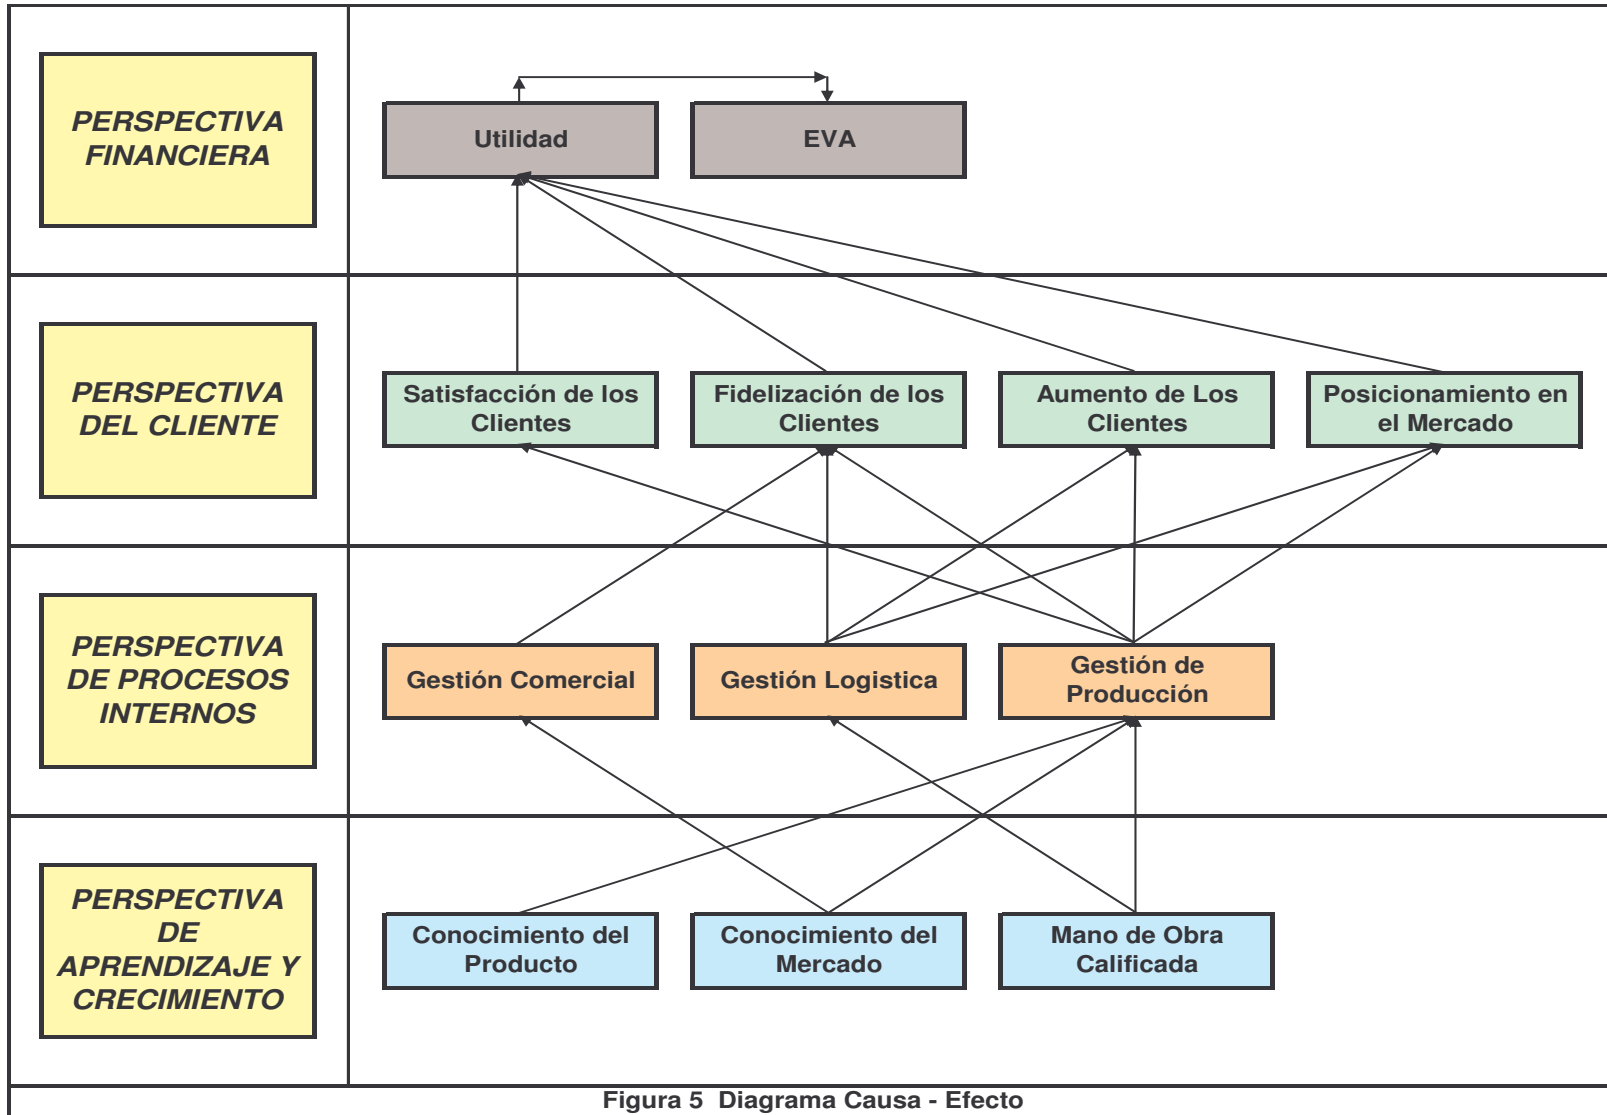 PERSPECTIVA
FINANCIERA
Utilidad
EVA
PERSPECTIVA
DEL CLIENTE
Satisfacción de los
Clientes
Fidelización de los
Clientes
Aumento de Los
Clientes
Posicionamiento en
el Mercado
PERSPECTIVA
DE PROCESOS
INTERNOS
Gestión Comercial
Gestión Logistica
Gestión de
Producción
PERSPECTIVA
DE
APRENDIZAJE Y
CRECIMIENTO
Conocimiento del
Producto
Conocimiento del
Mercado
Mano de Obra
Calificada
Figura 5 Diagrama Causa - Efecto